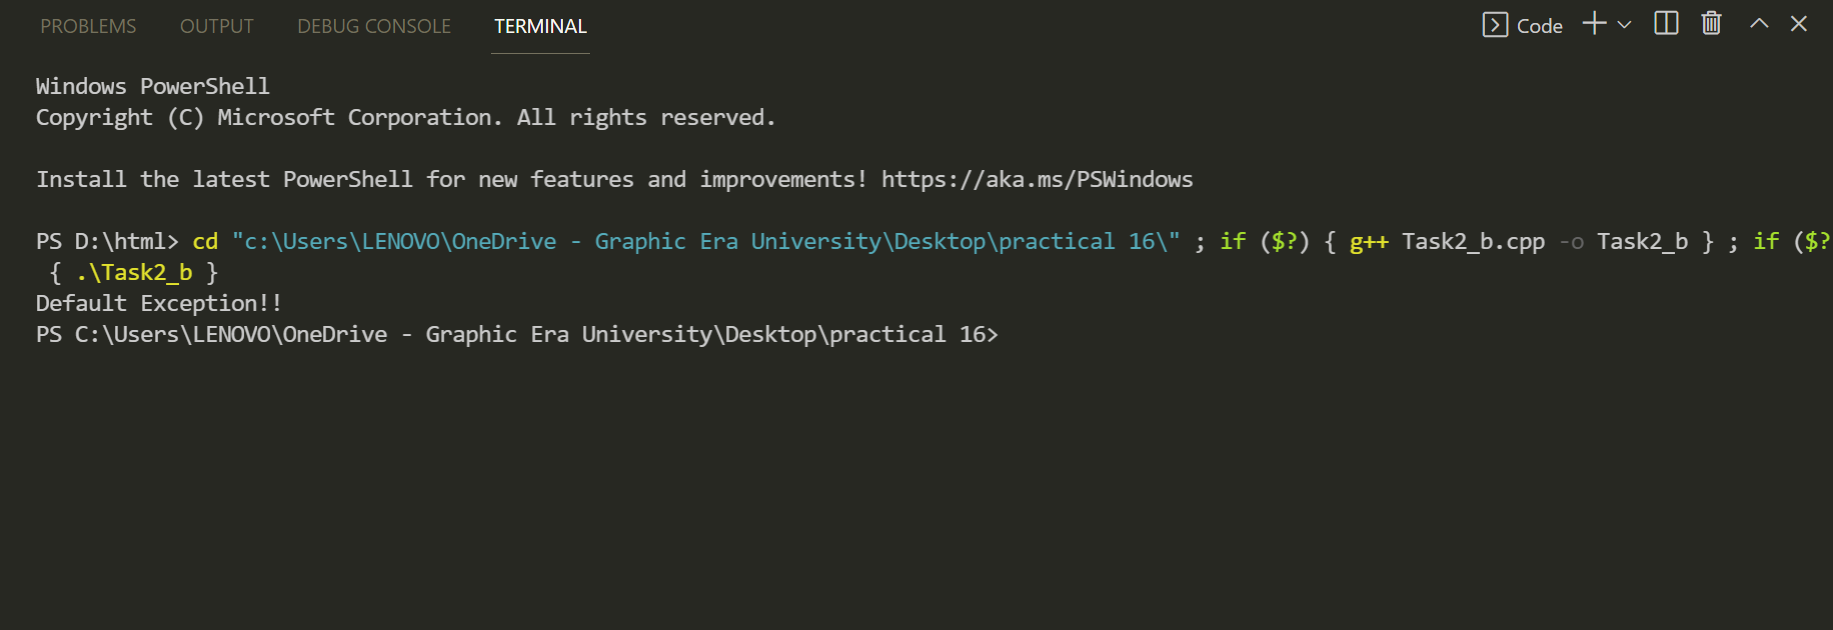 PROBLEMS OUTPUT DEBUG CONSOLE TERMINAL Code
Windows PowerShell
Copyright (C) Microsoft Corporation. All rights reserved.
Install the latest PowerShell for new features and improvements! https://aka.ms/PSWindows
PS D:\html> cd "c:\Users\LENOVO\OneDrive - Graphic Era University\Desktop\practical 16\" ; if ($?) { g++ Task2_b.cpp -o Task2_b } ; if ($?
{ .\Task2_b }
Default Exception!!
PS C:\Users\LENOVO\OneDrive - Graphic Era University\Desktop\practical 16>